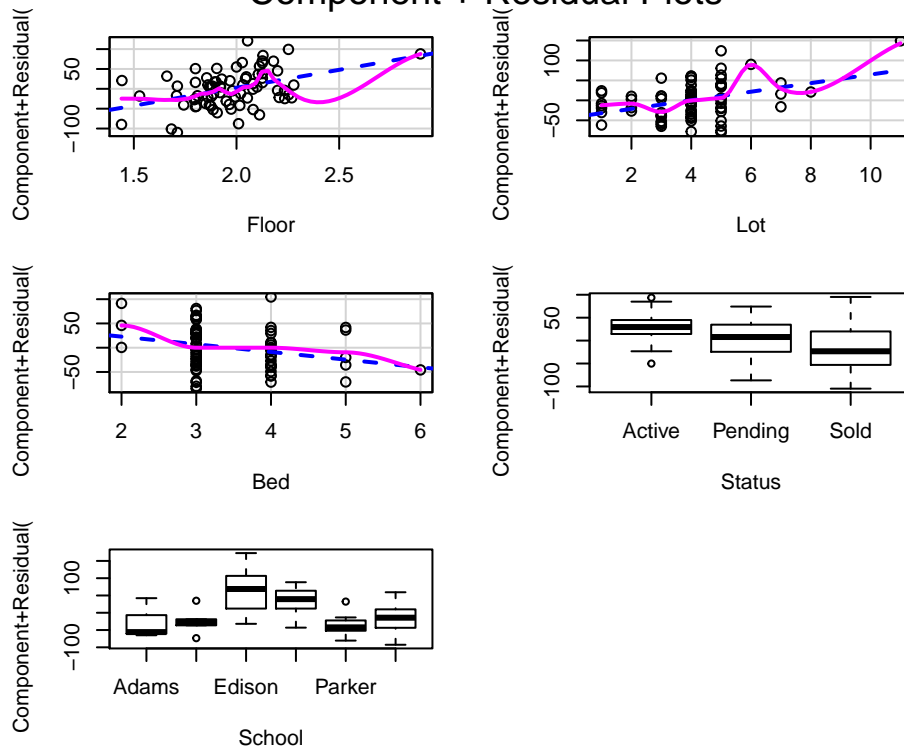 Component + Residual Plots
Component+Residual(
50
−100
1.5 2.0 2.5
Floor
Component+Residual(
100
−50
2 4 6 8 10
Lot
Component+Residual(
50
−50
2 3 4 5 6
Bed
Component+Residual(
50
−100
Active Pending Sold
Status
Component+Residual(
100
−100
Adams Edison Parker
School